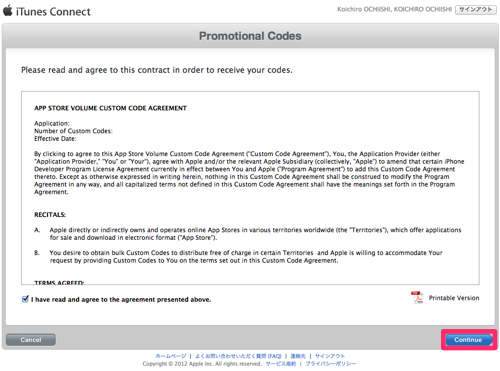 iTunes Connect
Koichiro OCHIISHI, KOICHIRO OCHIISHI サインアウト
Promotional Codes
Please read and agree to this contract in order to receive your codes.
APP STORE VOLUME CUSTOM CODE AGREEMENT
Application:
Number of Custom Codes:
Effective Date:
By clicking to agree to this App Store Volume Custom Code Agreement ("Custom Code Agreement"), You, the Application Provider (either
"Application Provider," "You" or "Your"), agree with Apple and/or the relevant Apple Subsidiary (collectively, "Apple") to amend that certain iPhone
Developer Program License Agreement currently in effect between You and Apple ("Program Agreement") to add this Custom Code Agreement
thereto. Except as otherwise expressed in writing herein, nothing in this Custom Code Agreement shall be construed to modify the Program
Agreement in any way, and all capitalized terms not defined in this Custom Code Agreement shall have the meanings set forth in the Program
Agreement.
RECITALS:
A. Apple directly or indirectly owns and operates online App Stores in various territories worldwide (the "Territories"), which offer applications
for sale and download in electronic format ("App Store").
B. You desire to obtain bulk Custom Codes to distribute free of charge in certain Territories and Apple is willing to accommodate Your
request by providing Custom Codes to You on the terms set out in this Custom Code Agreement.
TERMS AGREED:
I have read and agree to the agreement presented above.
Printable Version
Cancel
Continue
ホームページ | よくお問い合わせいただく質問 (FAQ) | 連絡先 | サインアウト
Copyright © 2012 Apple Inc. All rights reserved. サービス規約 | プライバシーポリシー